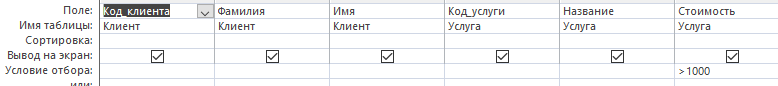 Поле: Код_клиента Фамилия Имя Код_услуги Название Стоимость
Имя таблицы: Клиент Клиент Клиент Услуга Услуга Услуга
Сортировка:
Вывод на экран:
Условие отбора: >1000
или: